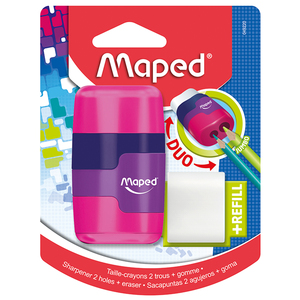 Maped®
DUO
Maped
+REFILL
Taille-crayons 2 trous + gomme •
Sharpener 2 holes + eraser • Sacapuntas 2 agujeros + goma